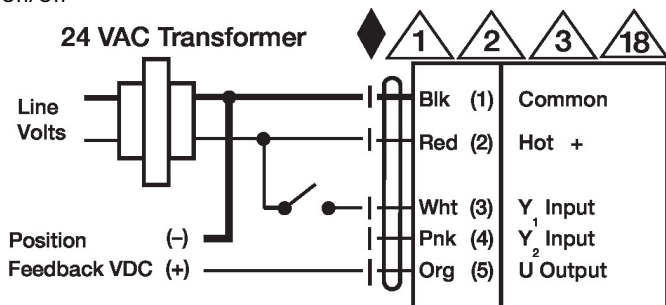 On/Off
24 VAC Transformer
1 2 3 18
Line
Volts
Blk (1) Common
Red (2) Hot +
Wht (3) Y1 Input
Pnk (4) Y2 Input
Org (5) U Output
Position (–)
Feedback VDC (+)